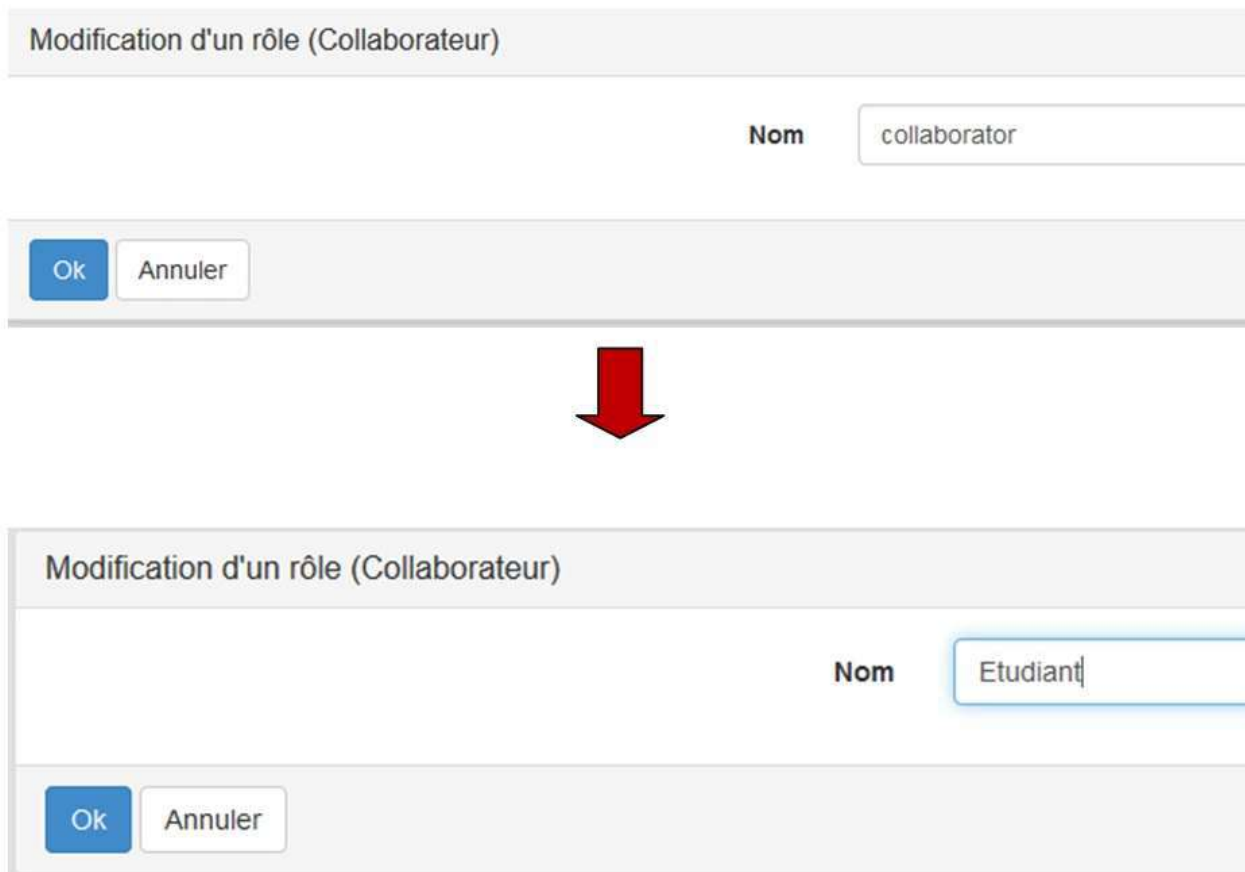 Modification d'un rôle (Collaborateur)
Nom collaborator
Ok Annuler
Modification d'un rôle (Collaborateur)
Nom Etudiant
Ok Annuler